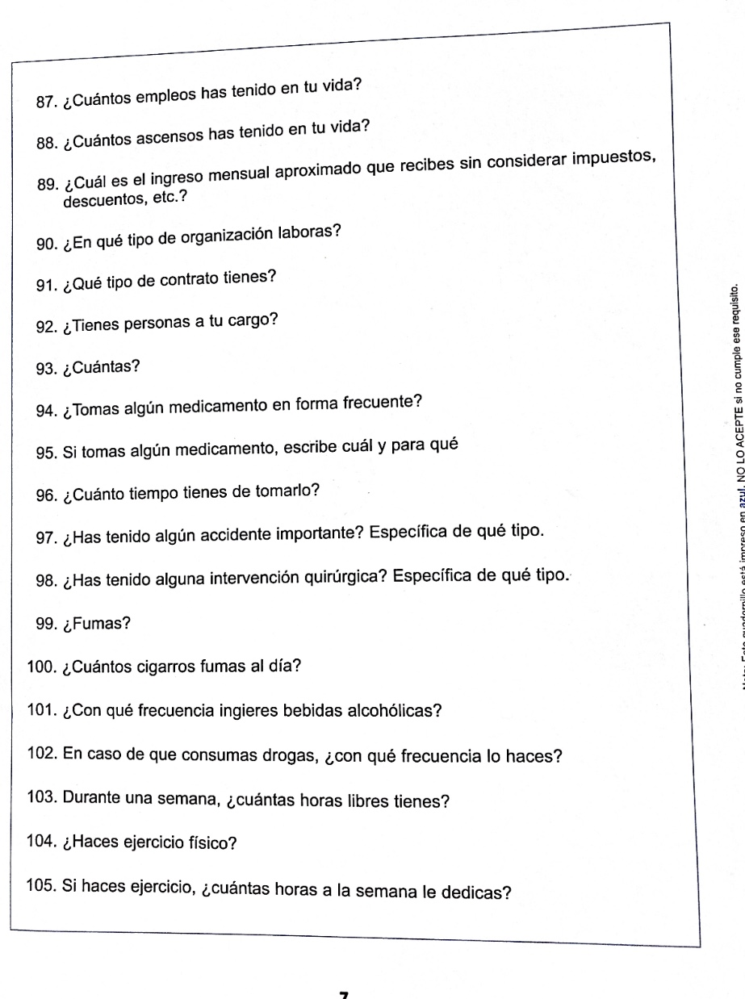 87. ¿Cuántos empleos has tenido en tu vida?
88. ¿Cuántos ascensos has tenido en tu vida?
89. ¿Cuál es el ingreso mensual aproximado que recibes sin considerar impuestos,
descuentos, etc.?
90. ¿En qué tipo de organización laboras?
91. ¿Qué tipo de contrato tienes?
92. ¿Tienes personas a tu cargo?
93. ¿Cuántas?
94. ¿Tomas algún medicamento en forma frecuente?
95. Si tomas algún medicamento, escribe cuál y para qué
96. ¿Cuánto tiempo tienes de tomarlo?
97. ¿Has tenido algún accidente importante? Específica de qué tipo.
98. ¿Has tenido alguna intervención quirúrgica? Específica de qué tipo.
99. ¿Fumas?
100. ¿Cuántos cigarros fumas al día?
101. ¿Con qué frecuencia ingieres bebidas alcohólicas?
102. En caso de que consumas drogas, ¿con qué frecuencia lo haces?
103. Durante una semana, ¿cuántas horas libres tienes?
104. ¿Haces ejercicio físico?
105. Si haces ejercicio, ¿cuántas horas a la semana le dedicas?
7
está impreso en azul. NO LO ACEPTE si no cumple ese requisito.